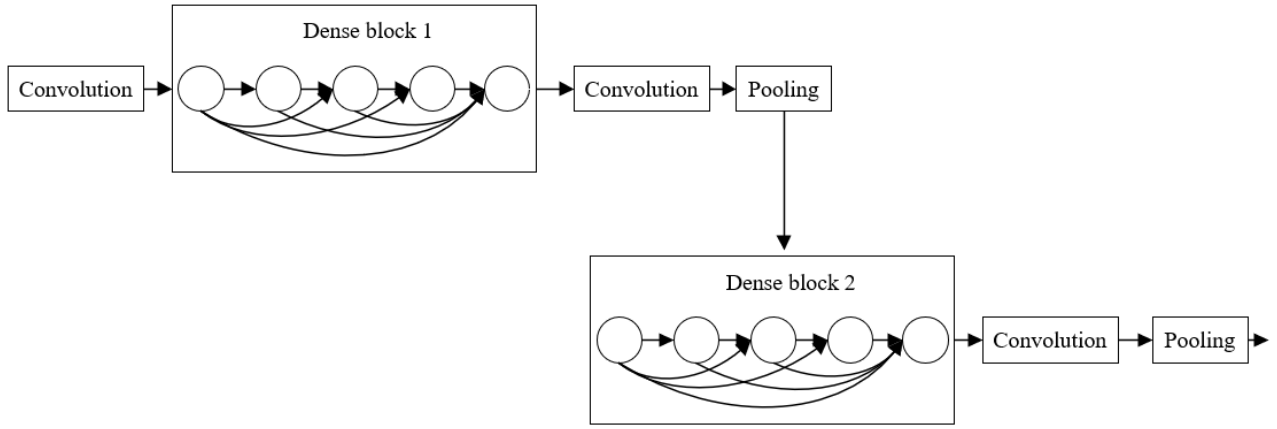 Dense block 1
Convolution
Convolution
Pooling
Dense block 2
Convolution
Pooling